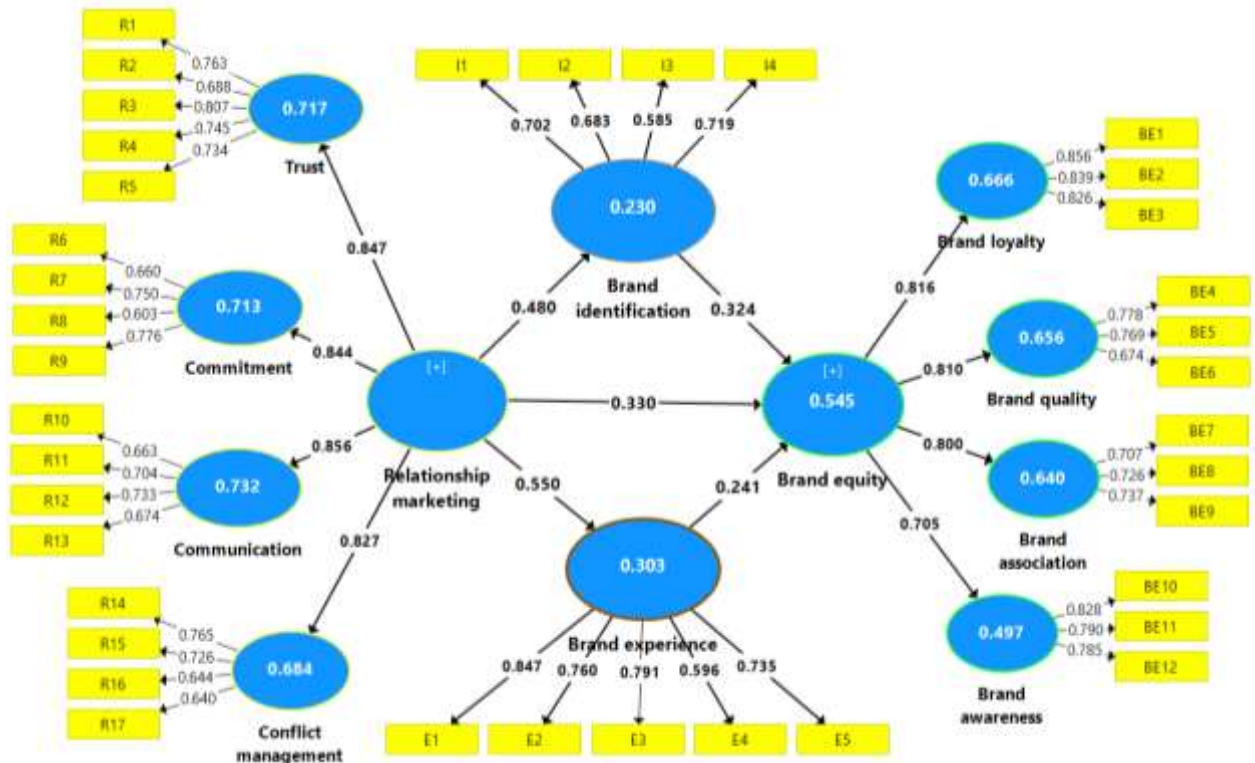 R1
R2
R3
R4
R5
0.763
0.688
0.807
0.745
0.734
0.717
Trust
I1
I2
I3
I4
0.702
0.683
0.585
0.719
0.230
Brand
identification
0.847
0.480
0.324
R6
R7
R8
R9
0.660
0.750
0.603
0.776
0.713
Commitment
0.844
[+]
Relationship
marketing
0.330
R10
R11
R12
R13
0.663
0.704
0.733
0.674
0.732
Communication
0.856
0.550
0.827
R14
R15
R16
R17
0.765
0.726
0.644
0.640
0.684
Conflict
management
0.303
Brand experience
0.847
0.760
0.791
0.596
0.735
E1
E2
E3
E4
E5
0.241
[+]
0.545
Brand equity
0.816
0.810
0.800
0.705
0.666
Brand loyalty
0.856
0.839
0.826
BE1
BE2
BE3
0.656
Brand quality
0.778
0.769
0.674
BE4
BE5
BE6
0.640
Brand
association
0.707
0.726
0.737
BE7
BE8
BE9
0.497
Brand
awareness
0.828
0.790
0.785
BE10
BE11
BE12